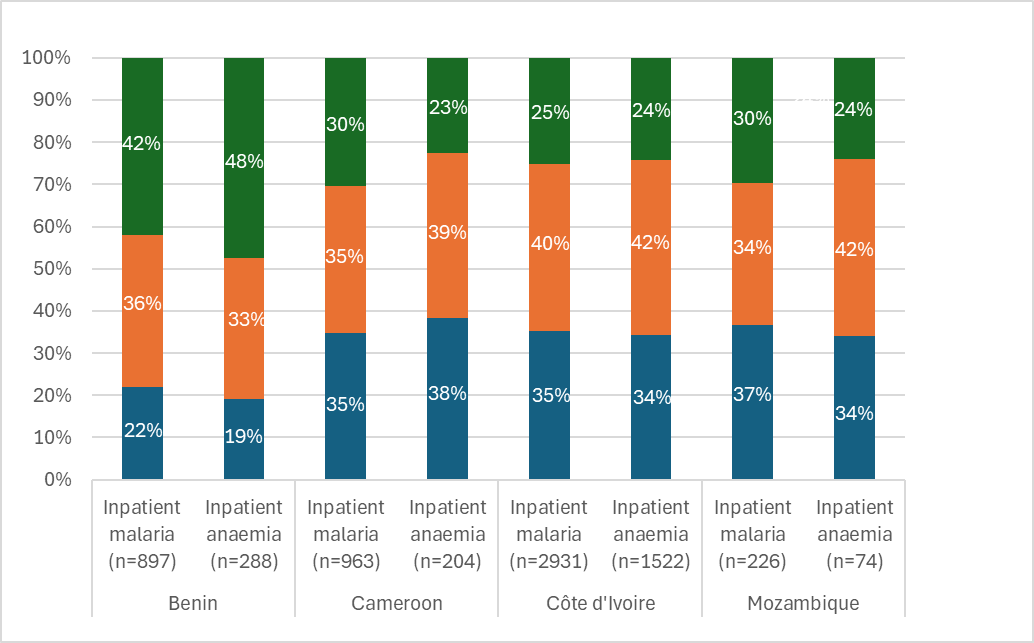 100%
90%
80%
70%
60%
50%
40%
30%
20%
10%
0%
42%
48%
30%
23%
25%
24%
30%
24%
36%
33%
35%
39%
40%
42%
34%
42%
22%
19%
35%
38%
35%
34%
37%
34%
Inpatient malaria (n=897)
Inpatient anaemia (n=288)
Inpatient malaria (n=963)
Inpatient anaemia (n=204)
Inpatient malaria (n=2931)
Inpatient anaemia (n=1522)
Inpatient malaria (n=226)
Inpatient anaemia (n=74)
Benin
Cameroon
Côte d'Ivoire
Mozambique